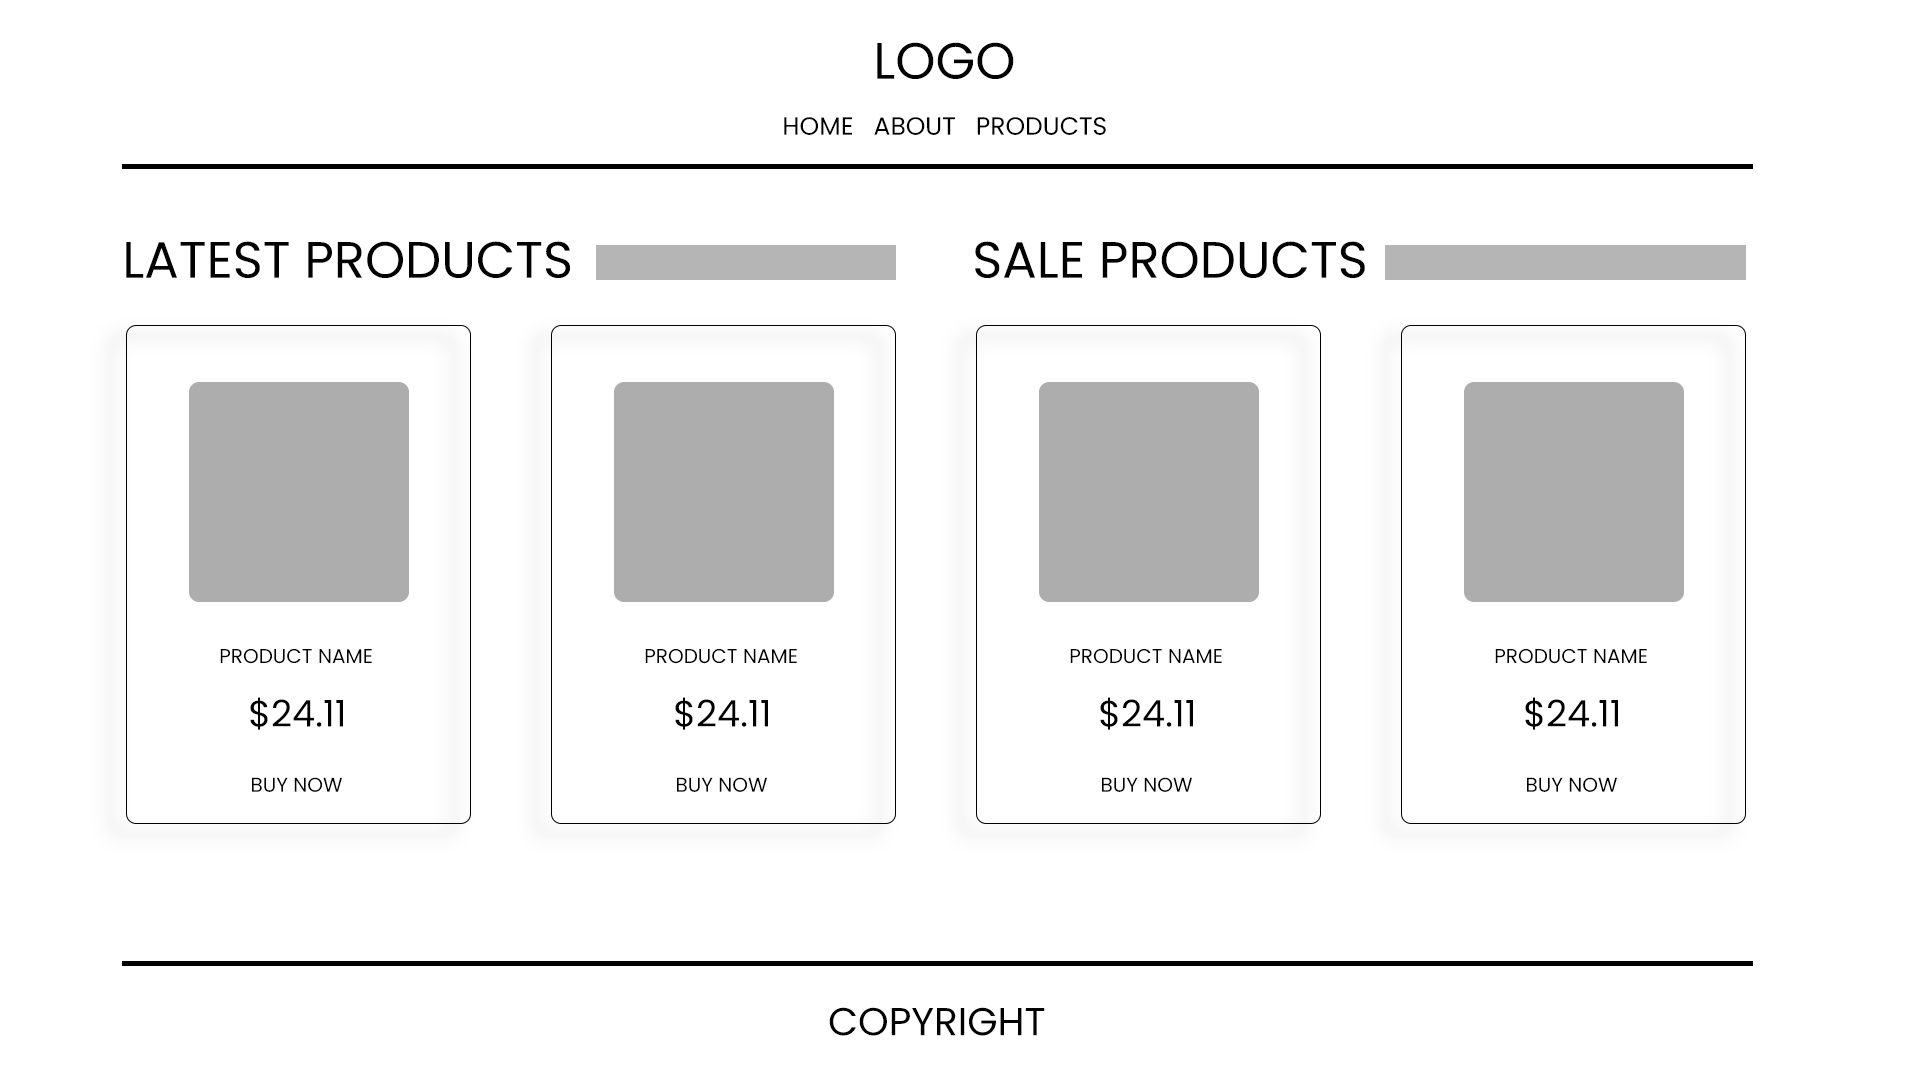 LOGO
HOME ABOUT PRODUCTS
LATEST PRODUCTS
SALE PRODUCTS
PRODUCT NAME
$24.11
BUY NOW
PRODUCT NAME
$24.11
BUY NOW
PRODUCT NAME
$24.11
BUY NOW
PRODUCT NAME
$24.11
BUY NOW
COPYRIGHT